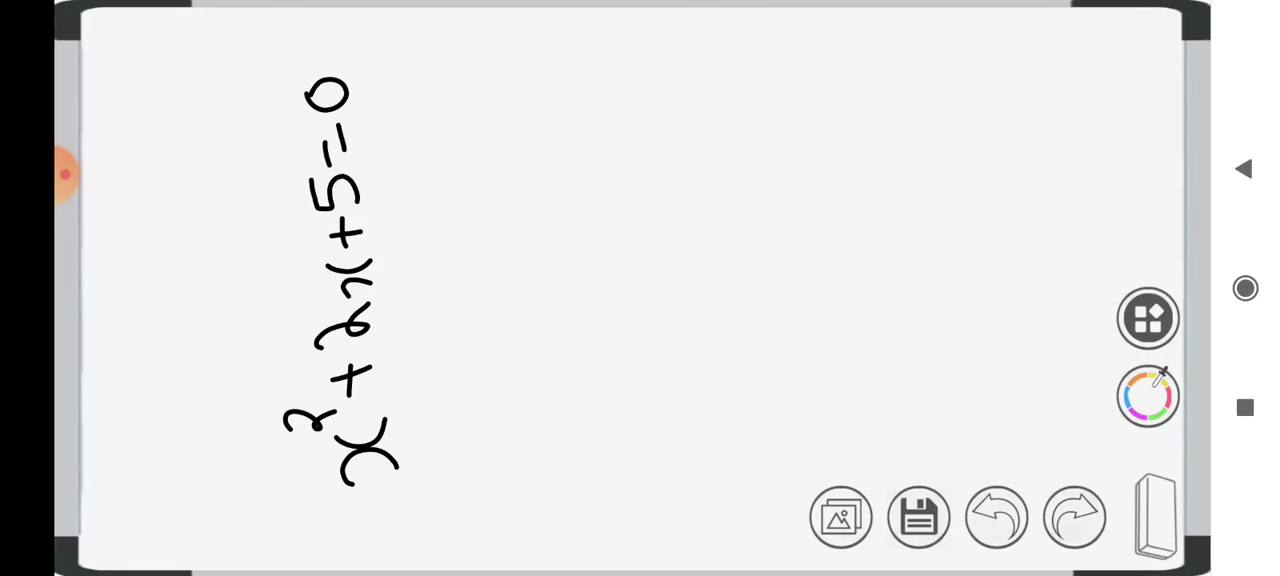 x² + 2x + 5 = 0